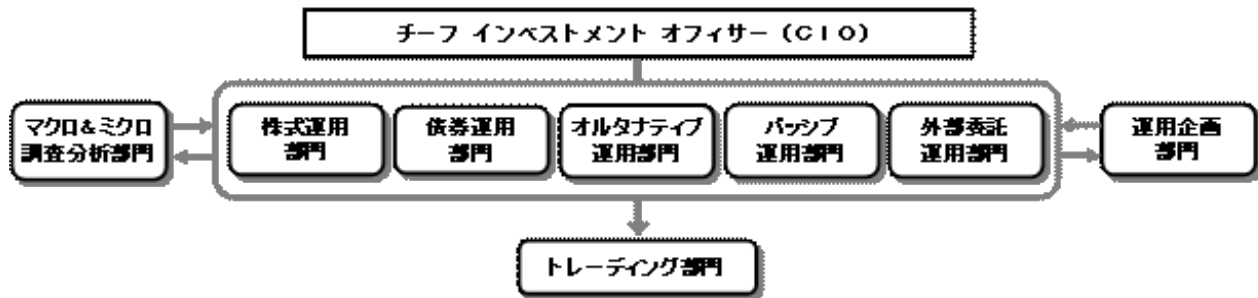 チーフ インベストメント オフィサー (CIO)
マクロ&ミクロ
調査分析部門
株式運用
部門
債券運用
部門
オルタナティブ
運用部門
パッシブ
運用部門
外部委託
運用部門
運用企画
部門
トレーディング部門